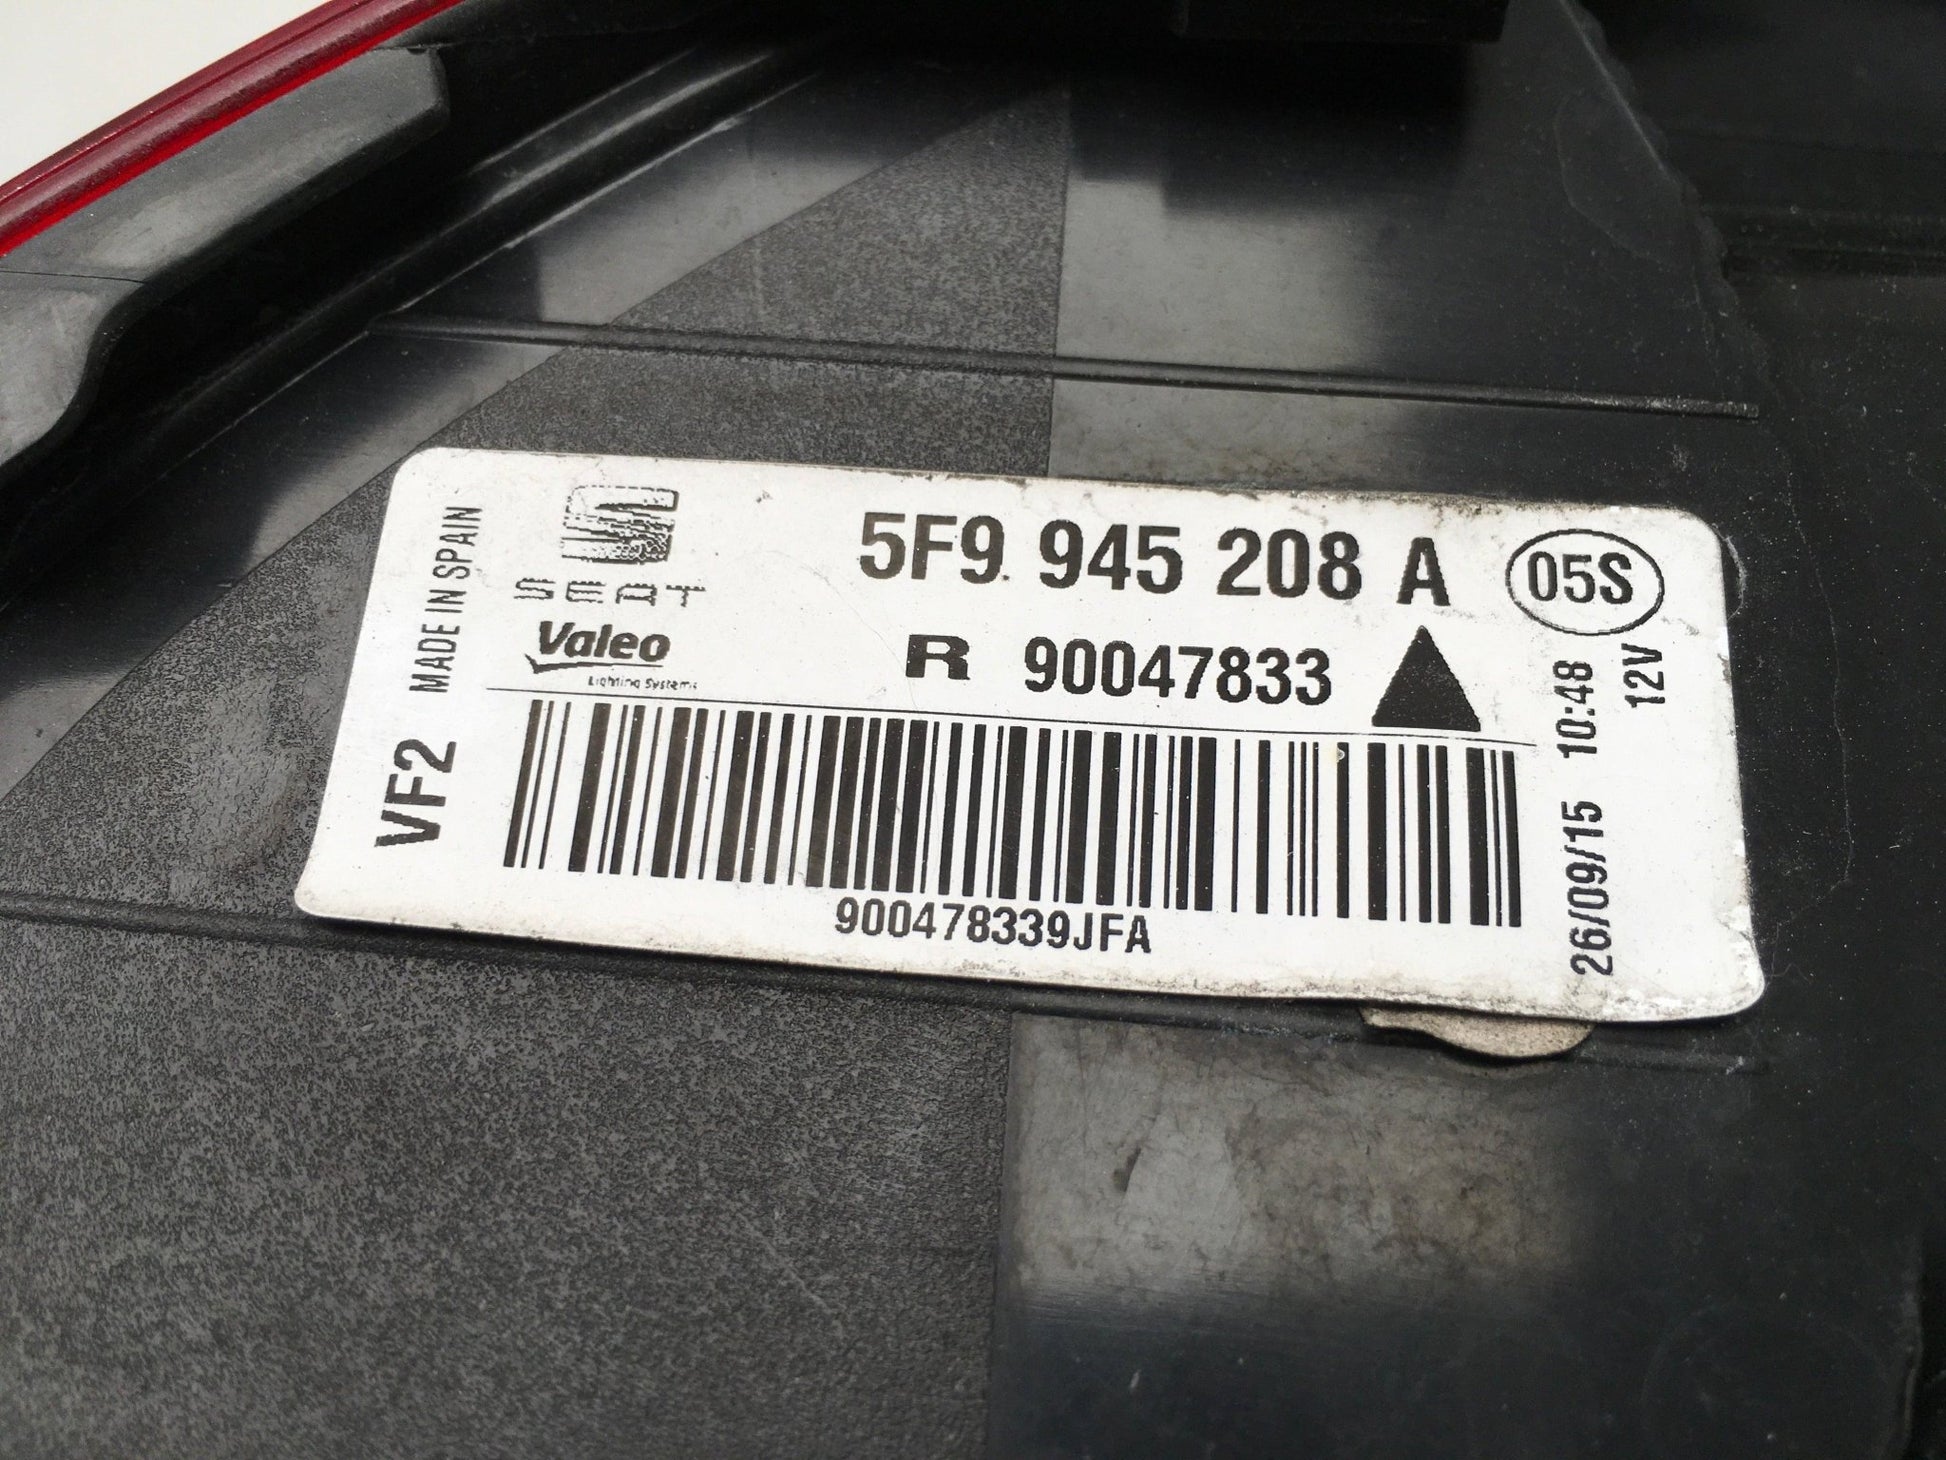 MADE IN SPAIN
VF2
SEAT
Valeo
Lighting Systems
5F9 945 208 A
05S
R 90047833
12V
26/09/15 10:48
900478339JFA